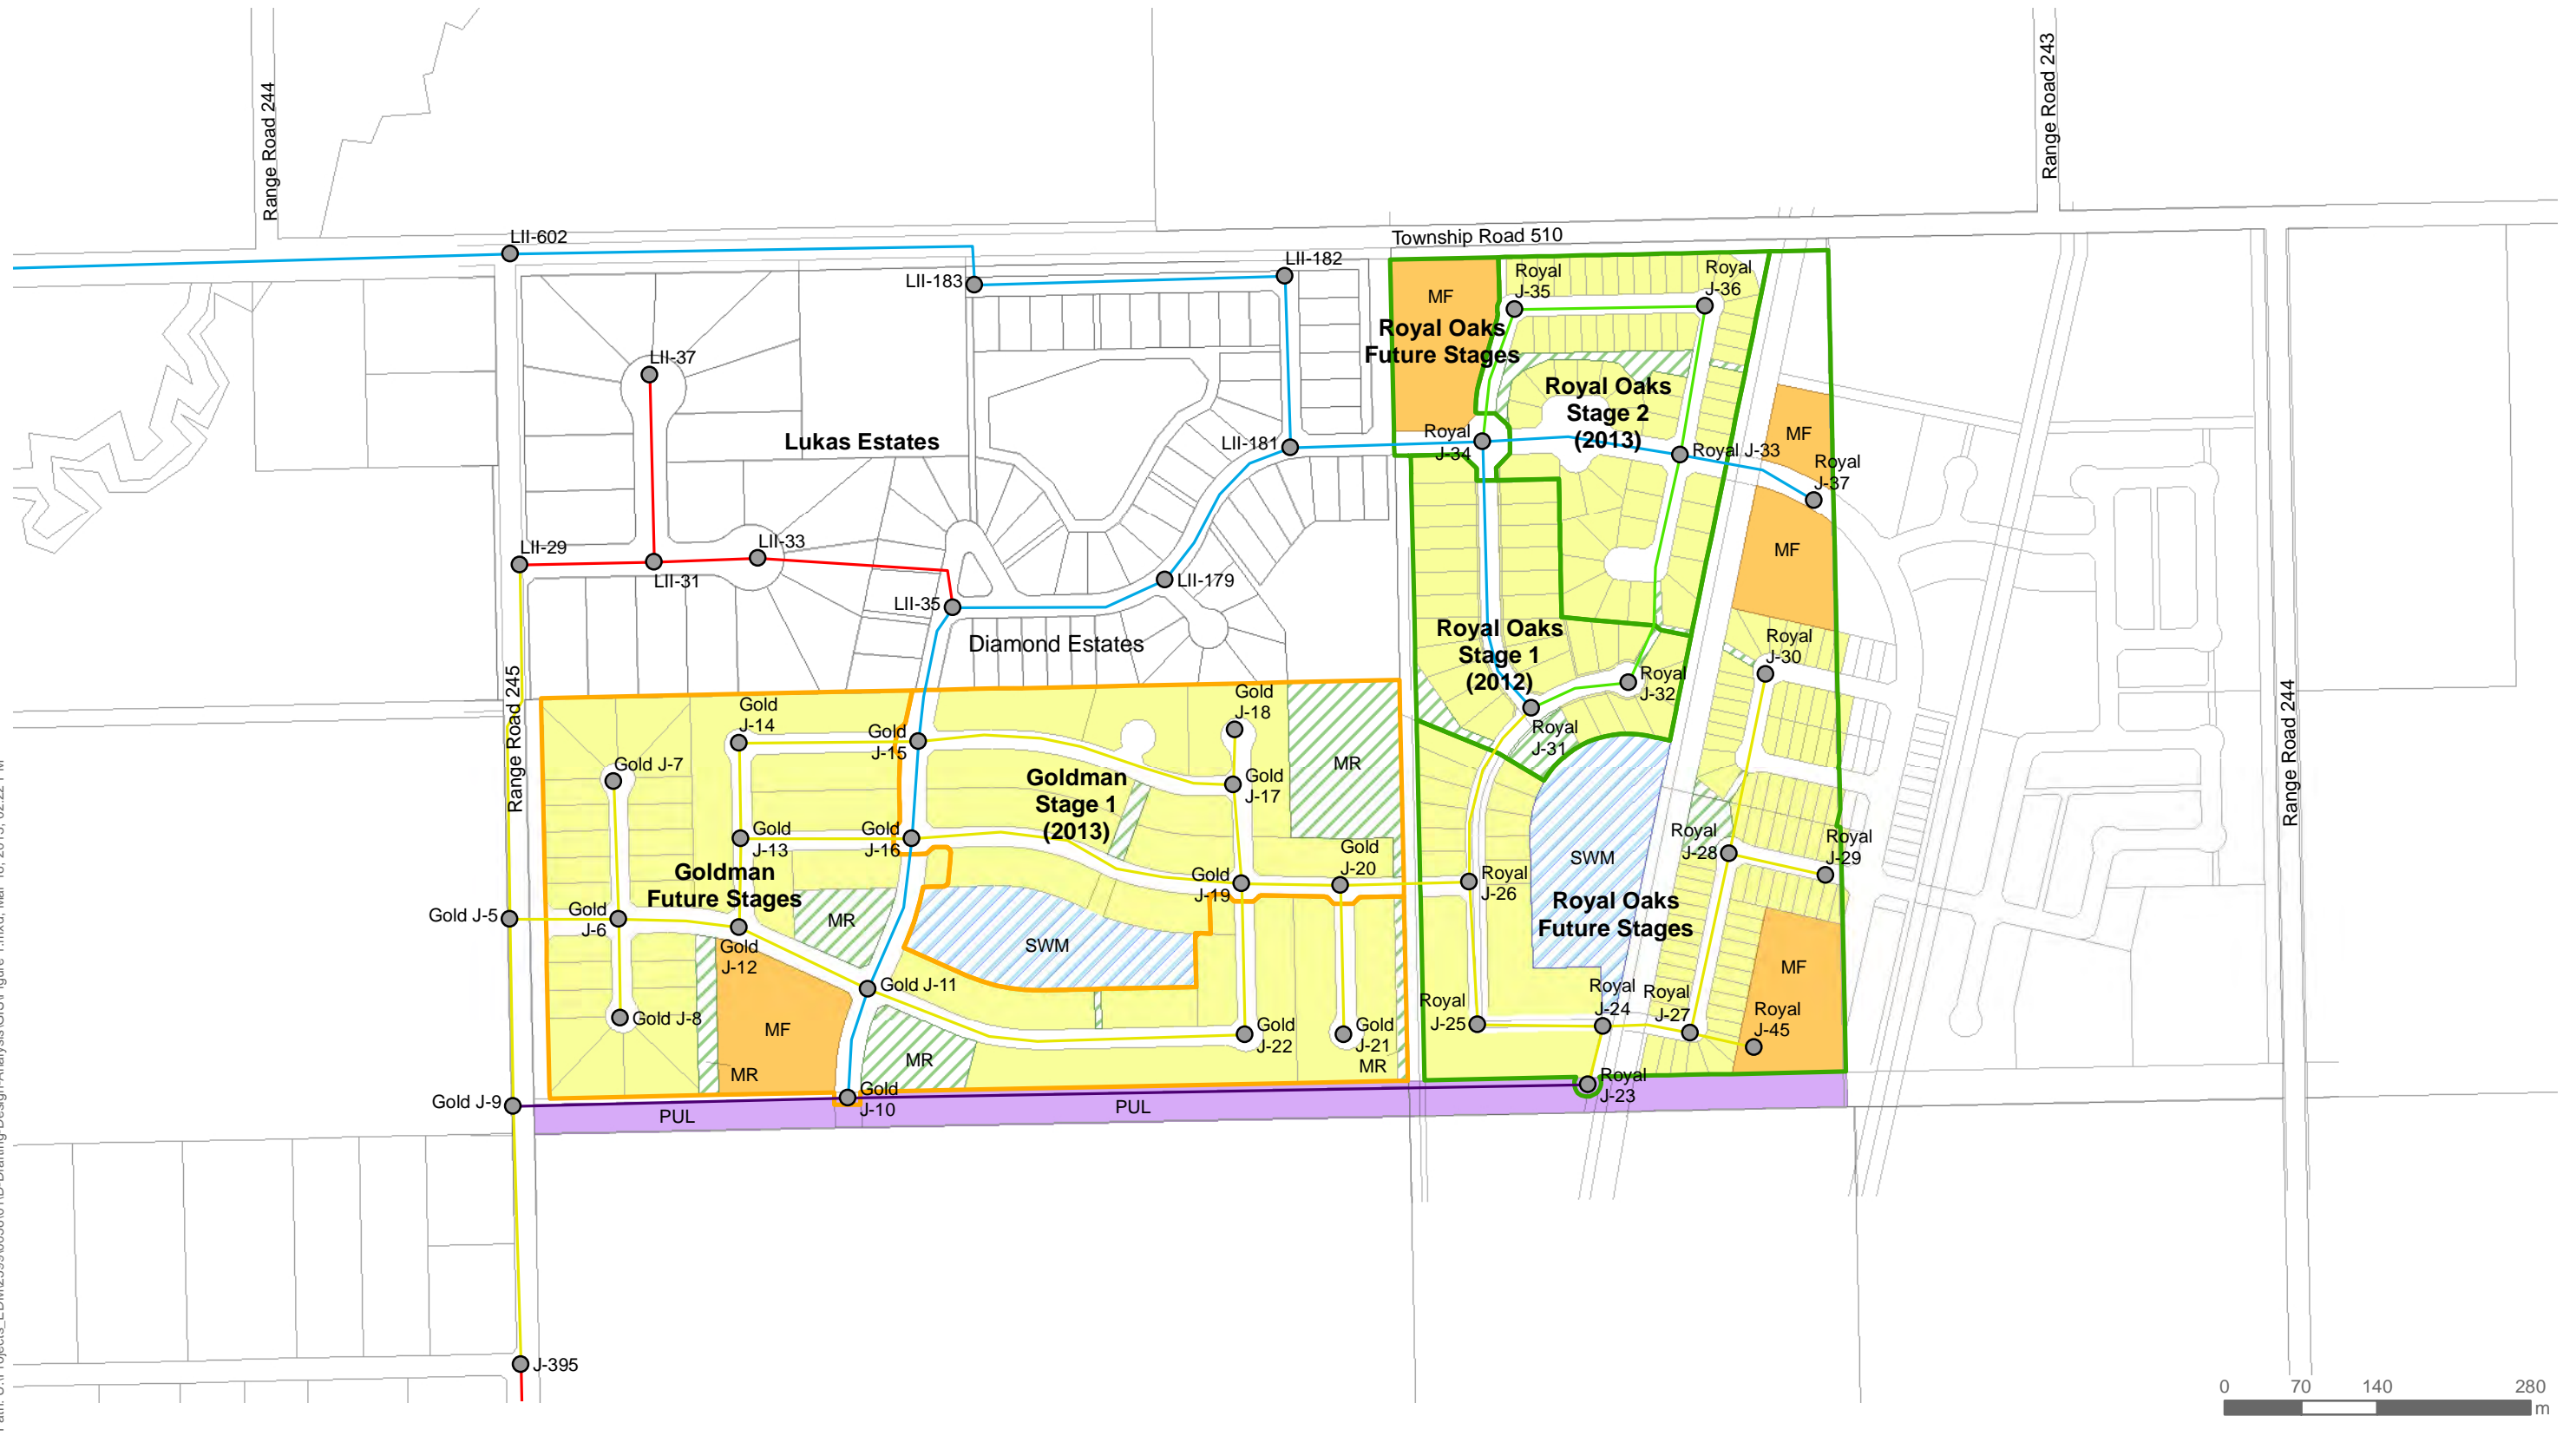 Range Road 244
Range Road 243
LII-602
Township Road 510
LII-182
LII-183
Royal
J-35
Royal
J-36
MF
Royal Oaks
Future Stages
LII-37
Royal Oaks
Stage 2
(2013)
Lukas Estates
LII-181
Royal
J-34
Royal J-33
MF
Royal
J-37
LII-29
LII-33
LII-31
MF
LII-179
LII-35
Diamond Estates
Royal Oaks
Stage 1
(2012)
Royal
J-30
Royal
J-32
Range Road 245
Gold
J-14
Gold
J-15
Gold
J-18
Royal
J-31
Range Road 244
Gold J-7
Goldman
Stage 1
(2013)
Gold
J-17
MR
Gold
J-13
Gold
J-16
Gold
J-20
Royal
J-28
Royal
J-29
SWM
Goldman
Future Stages
Gold
J-19
Royal
J-26
Gold J-5
Gold
J-6
MR
Royal Oaks
Future Stages
Gold
J-12
SWM
MF
Gold J-11
Royal
J-25
Royal
J-24
Royal
J-27
Royal
J-45
Gold J-8
MF
Gold
J-22
Gold
J-21
MR
MR
MR
Gold J-9
Gold
J-10
Royal
J-23
PUL
PUL
J-395
0 70 140 280
m